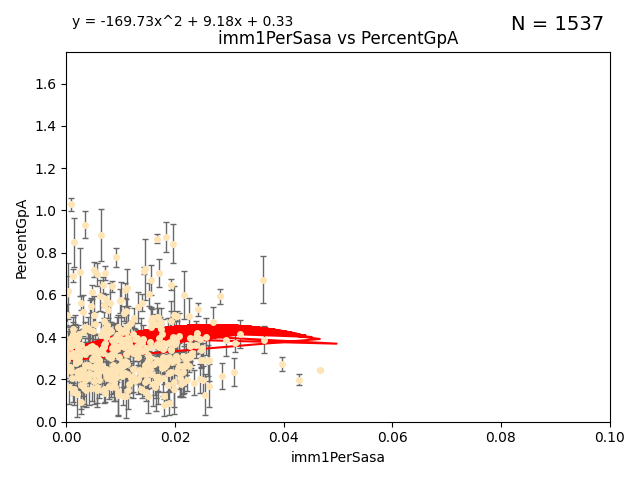 y = -169.73x^2 + 9.18x + 0.33
N = 1537
imm1PerSasa vs PercentGpA
PercentGpA
1.6
1.4
1.2
1.0
0.8
0.6
0.4
0.2
0.0
0.00 0.02 0.04 0.06 0.08 0.10
imm1PerSasa